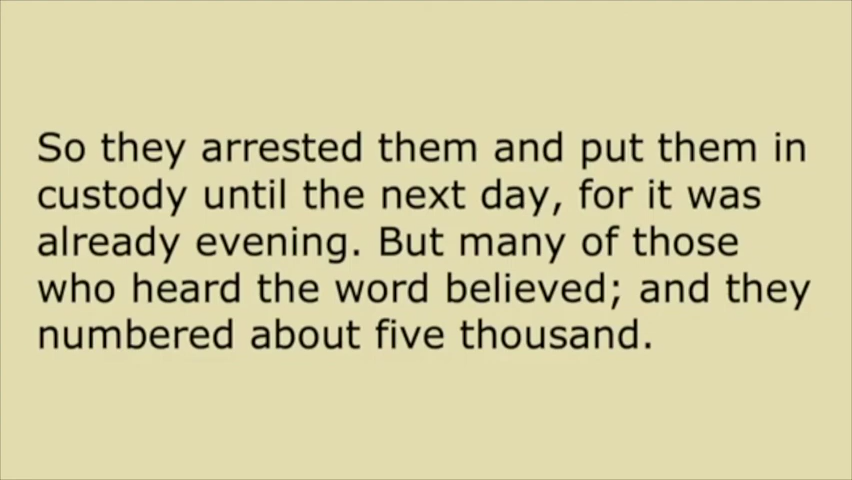 So they arrested them and put them in
custody until the next day, for it was
already evening. But many of those
who heard the word believed; and they
numbered about five thousand.